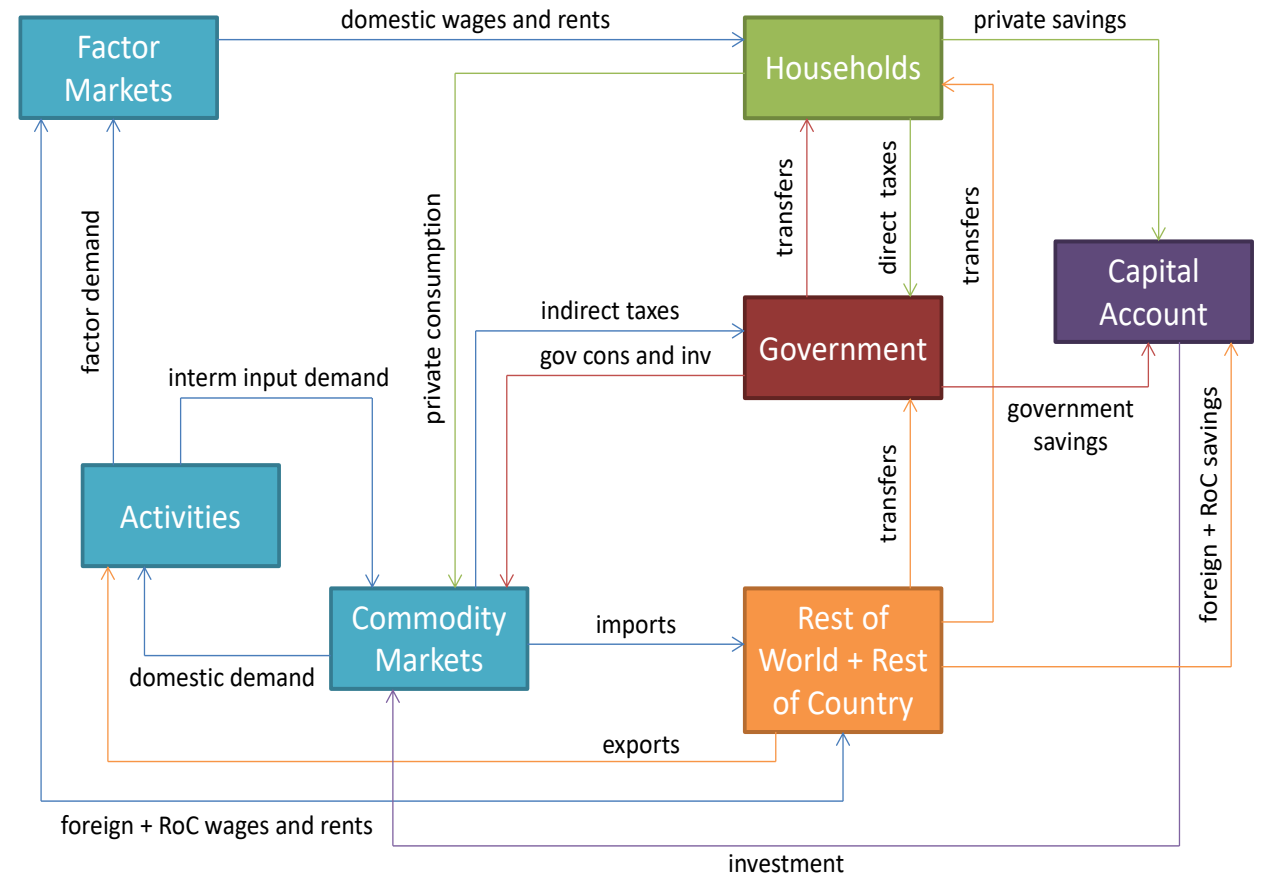 domestic wages and rents
private savings
Factor
Markets
Households
transfers
direct  taxes
transfers
private consumption
factor demand
Capital
Account
indirect taxes
gov cons and inv
Government
interm input demand
government
savings
foreign + RoC savings
transfers
Activities
Commodity
Markets
imports
Rest of
World + Rest
of Country
domestic demand
exports
foreign + RoC wages and rents
investment